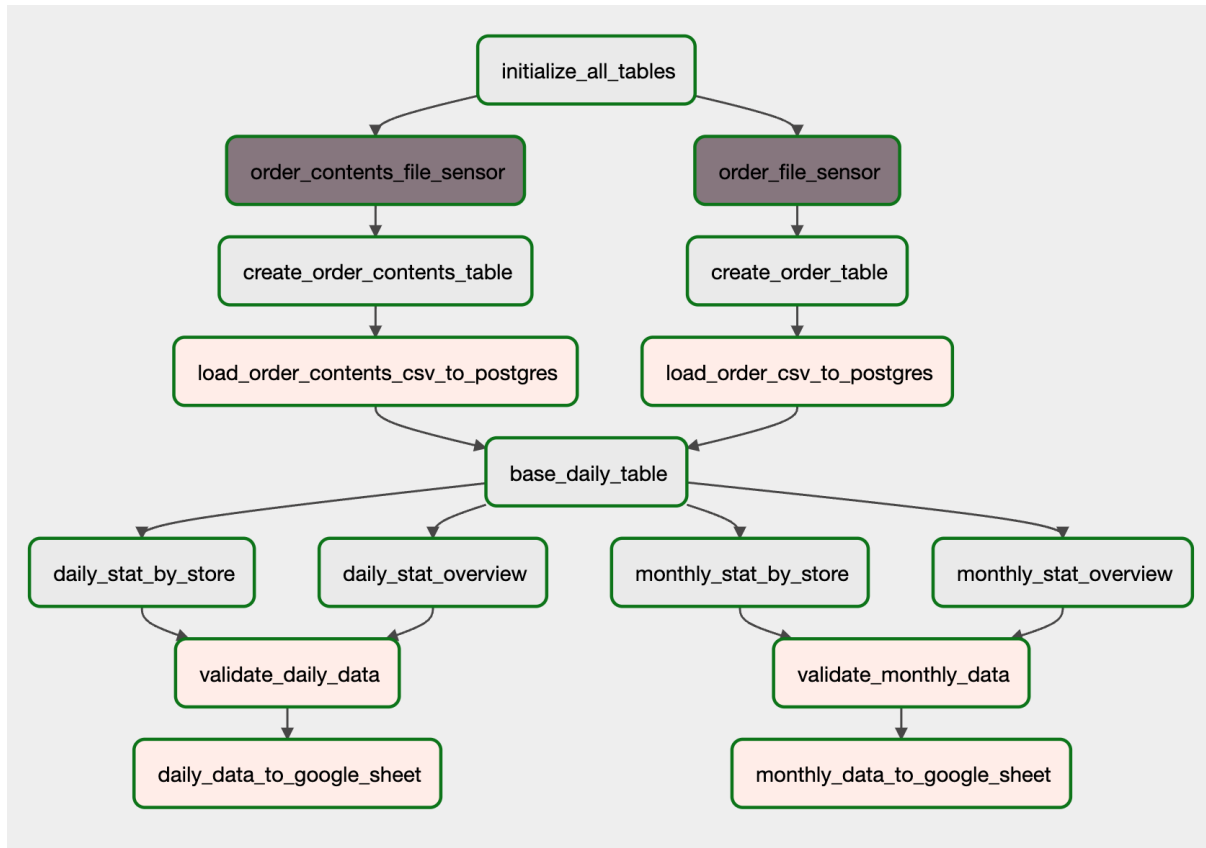 initialize_all_tables
order_contents_file_sensor
order_file_sensor
create_order_contents_table
create_order_table
load_order_contents_csv_to_postgres
load_order_csv_to_postgres
base_daily_table
daily_stat_by_store
daily_stat_overview
monthly_stat_by_store
monthly_stat_overview
validate_daily_data
validate_monthly_data
daily_data_to_google_sheet
monthly_data_to_google_sheet